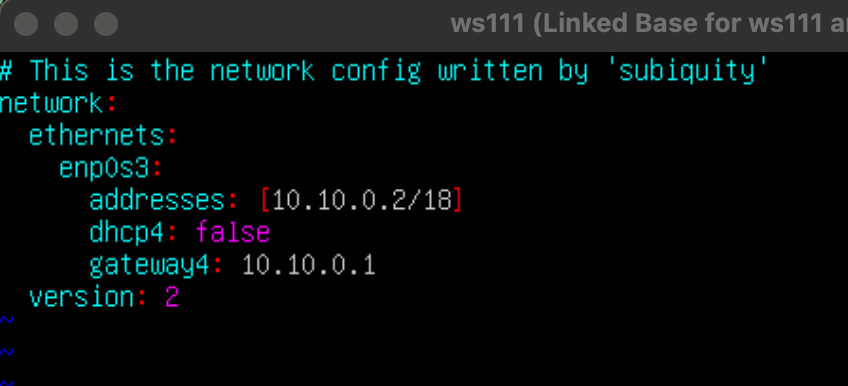 ws111 (Linked Base for ws111
# This is the network config written by 'subiquity'
network:
  ethernets:
    enp0s3:
      addresses: [10.10.0.2/18]
      dhcp4: false
      gateway4: 10.10.0.1
  version: 2
~
~
~